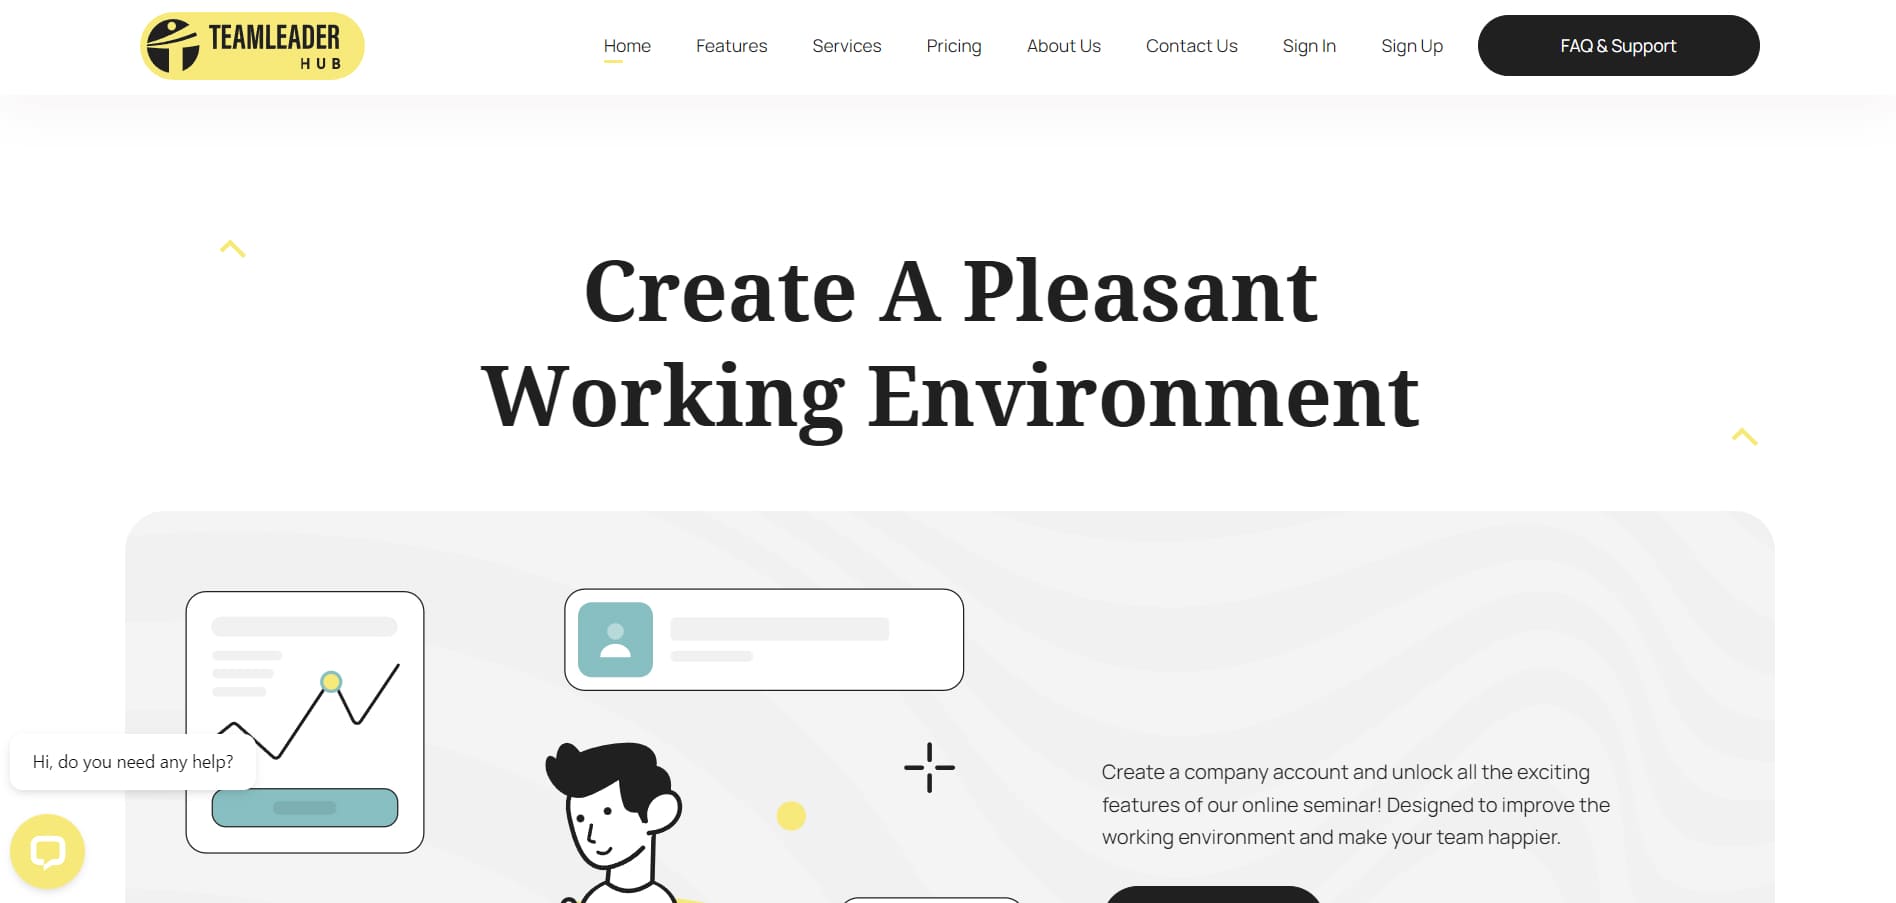 TEAMLEADER
HUB
Home
Features
Services
Pricing
About Us
Contact Us
Sign In
Sign Up
FAQ & Support
Create A Pleasant
Working Environment
Hi, do you need any help?
Create a company account and unlock all the exciting
features of our online seminar! Designed to improve the
working environment and make your team happier.